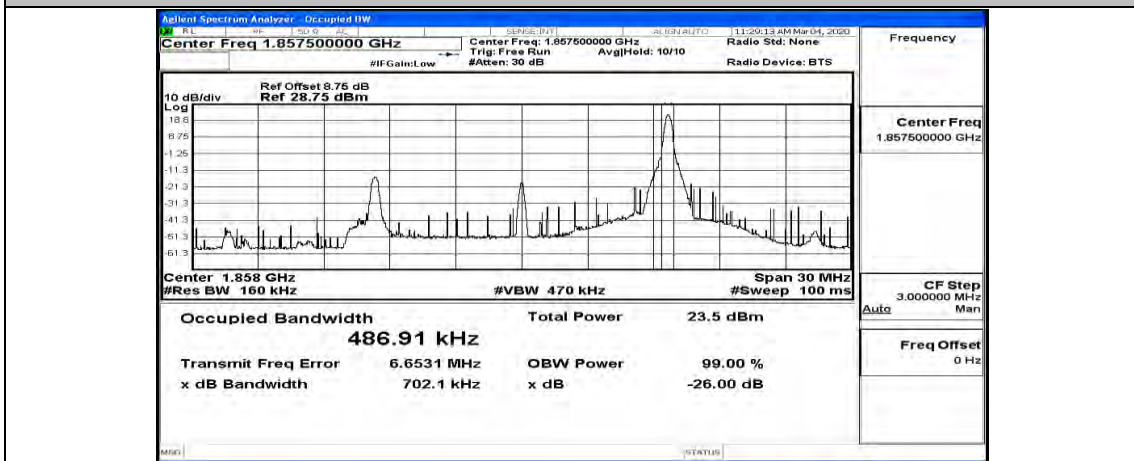 Agilent Spectrum Analyzer - Occupied BW
RL RF 50 Ω AC SENSE:INT ALIGN AUTO 11:29:13 AM Mar 04, 2020
Center Freq 1.857500000 GHz
Center Freq: 1.857500000 GHz
Radio Std: None
Trig: Free Run Avg|Hold: 10/10
#IFGain:Low
#Atten: 30 dB
Radio Device: BTS
Ref Offset 8.75 dB
10 dB/div Ref 28.75 dBm
Log
18.8
8.75
-1.25
-11.3
-21.3
-31.3
-41.3
-51.3
-61.3
Center 1.858 GHz Span 30 MHz
#Res BW 160 kHz #VBW 470 kHz #Sweep 100 ms
Occupied Bandwidth Total Power 23.5 dBm
486.91 kHz
Transmit Freq Error 6.6531 MHz OBW Power 99.00 %
x dB Bandwidth 702.1 kHz x dB -26.00 dB
MSG STATUS
Frequency
Center Freq
1.857500000 GHz
CF Step
3.000000 MHz
Auto Man
Freq Offset
0 Hz